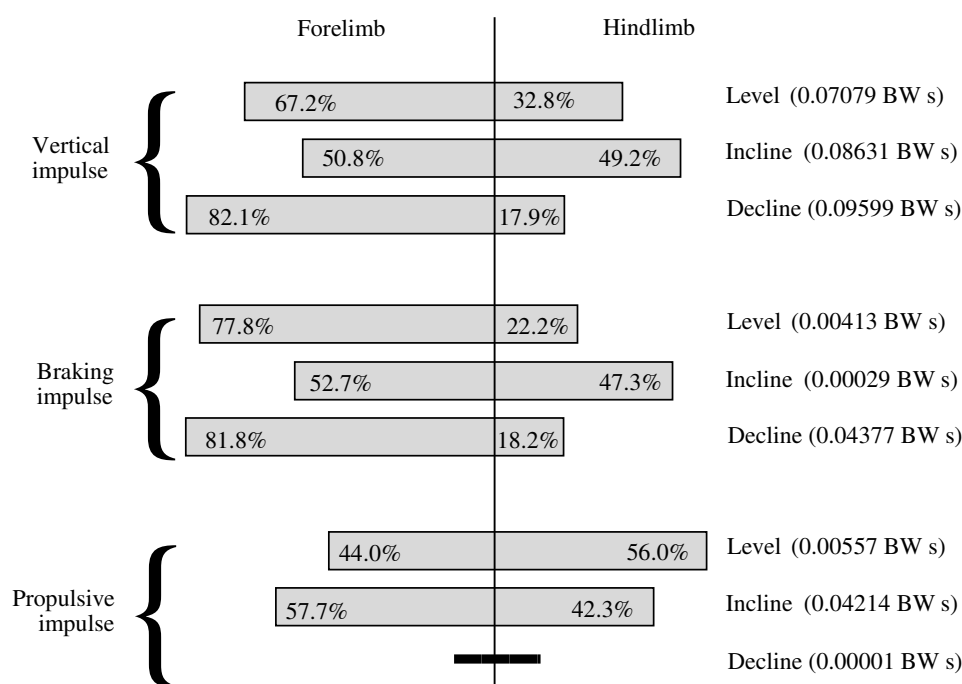 Forelimb Hindlimb
67.2% 32.8% Level (0.07079 BW s)
Vertical
impulse
50.8% 49.2% Incline (0.08631 BW s)
82.1% 17.9% Decline (0.09599 BW s)
77.8% 22.2% Level (0.00413 BW s)
Braking
impulse
52.7% 47.3% Incline (0.00029 BW s)
81.8% 18.2% Decline (0.04377 BW s)
44.0% 56.0% Level (0.00557 BW s)
Propulsive
impulse
57.7% 42.3% Incline (0.04214 BW s)
Decline (0.00001 BW s)